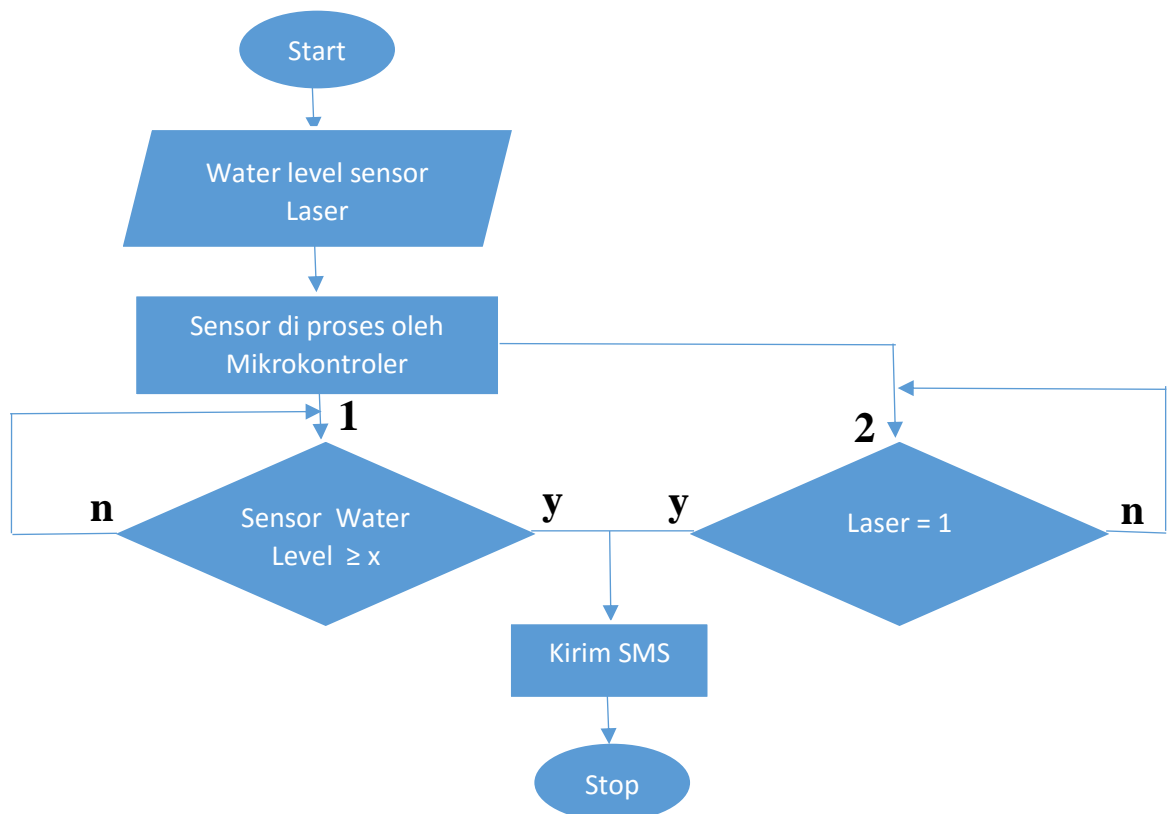 Start
Water level sensor
Laser
Sensor di proses oleh
Mikrokontroler
1
2
n
Sensor Water
Level ≥ x
y
y
Laser = 1
n
Kirim SMS
Stop